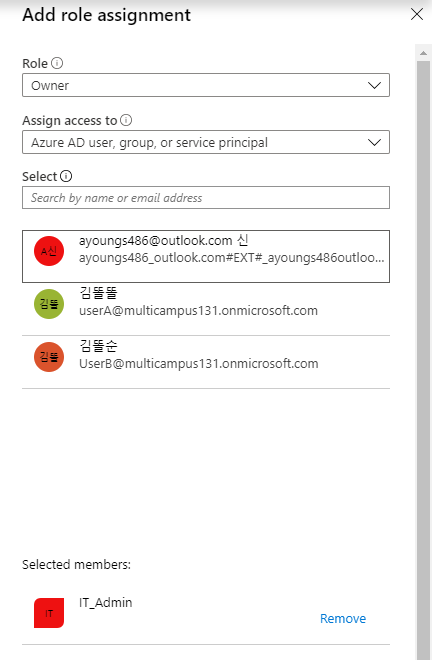 Add role assignment
Role
Owner
Assign access to
Azure AD user, group, or service principal
Select
Search by name or email address
A신
ayoungs486@outlook.com 신
ayoungs486_outlook.com#EXT#_ayoungs486outloo...
김똘
김똘똘
userA@multicampus131.onmicrosoft.com
김똘
김똘순
UserB@multicampus131.onmicrosoft.com
Selected members:
IT
IT_Admin
Remove